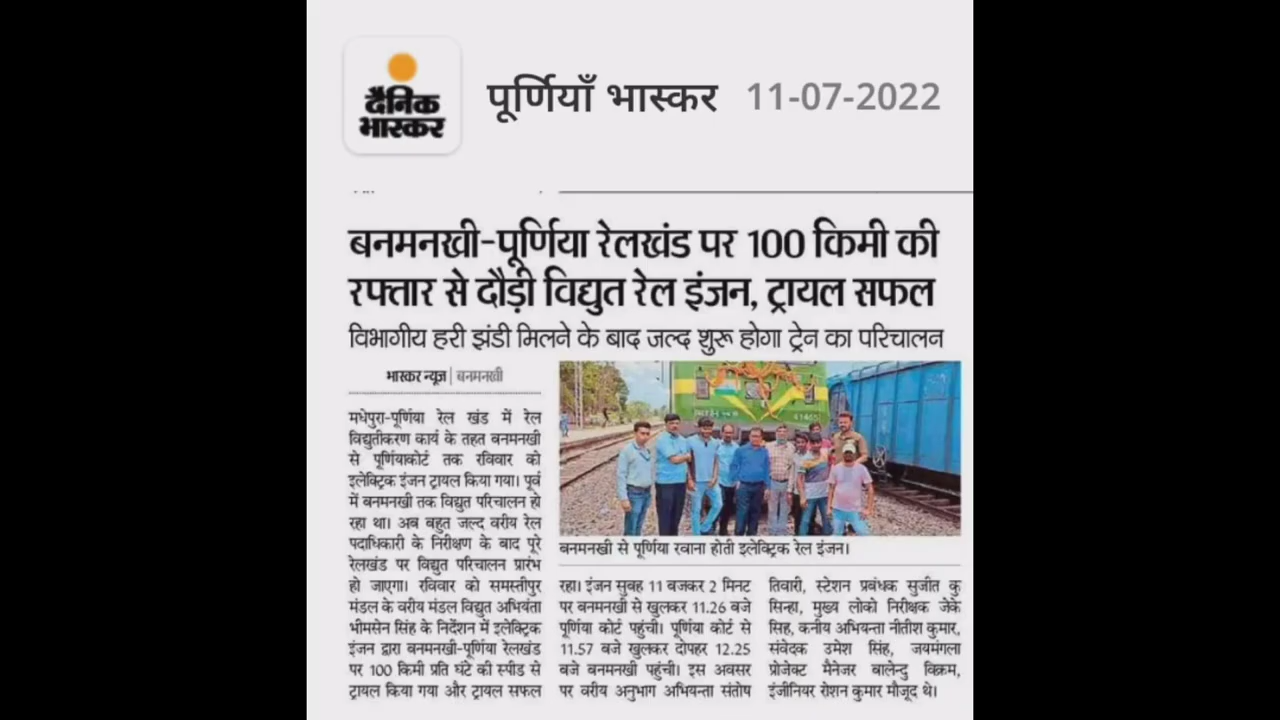 दैनिक
भास्कर
पूर्णियाँ भास्कर 11-07-2022
बनमनखी-पूर्णिया रेलखंड पर 100 किमी की
रफ्तार से दौड़ी विद्युत रेल इंजन, ट्रायल सफल
विभागीय हरी झंडी मिलने के बाद जल्द शुरू होगा ट्रेन का परिचालन
भास्कर न्यूज | बनमनखी
मधेपुरा-पूर्णिया रेल खंड में रेल
विद्युतीकरण कार्य के तहत बनमनखी
से पूर्णियाकोर्ट तक रविवार को
इलेक्ट्रिक इंजन ट्रायल किया गया। पूर्व
में बनमनखी तक विद्युत परिचालन हो
रहा था। अब बहुत जल्द वरीय रेल
पदाधिकारी के निरीक्षण के बाद पूरे
रेलखंड पर विद्युत परिचालन प्रारंभ
हो जाएगा। रविवार को समस्तीपुर
मंडल के वरीय मंडल विद्युत अभियंता
भीमसेन सिंह के निर्देशन में इलेक्ट्रिक
इंजन द्वारा बनमनखी-पूर्णिया रेलखंड
पर 100 किमी प्रति घंटे की स्पीड से
ट्रायल किया गया और ट्रायल सफल
41465
बनमनखी से पूर्णिया रवाना होती इलेक्ट्रिक रेल इंजन।
रहा। इंजन सुबह 11 बजकर 2 मिनट
पर बनमनखी से खुलकर 11.26 बजे
पूर्णिया कोर्ट पहुंची। पूर्णिया कोर्ट से
11.57 बजे खुलकर दोपहर 12.25
बजे बनमनखी पहुंची। इस अवसर
पर वरीय अनुभाग अभियन्ता संतोष
तिवारी, स्टेशन प्रबंधक सुजीत कु
सिन्हा, मुख्य लोको निरीक्षक जेके
सिह, कनीय अभियन्ता नीतीश कुमार,
संवेदक उमेश सिंह, जयमंगला
प्रोजेक्ट मैनेजर बालेन्दु विक्रम,
इंजीनियर रोशन कुमार मौजूद थे।